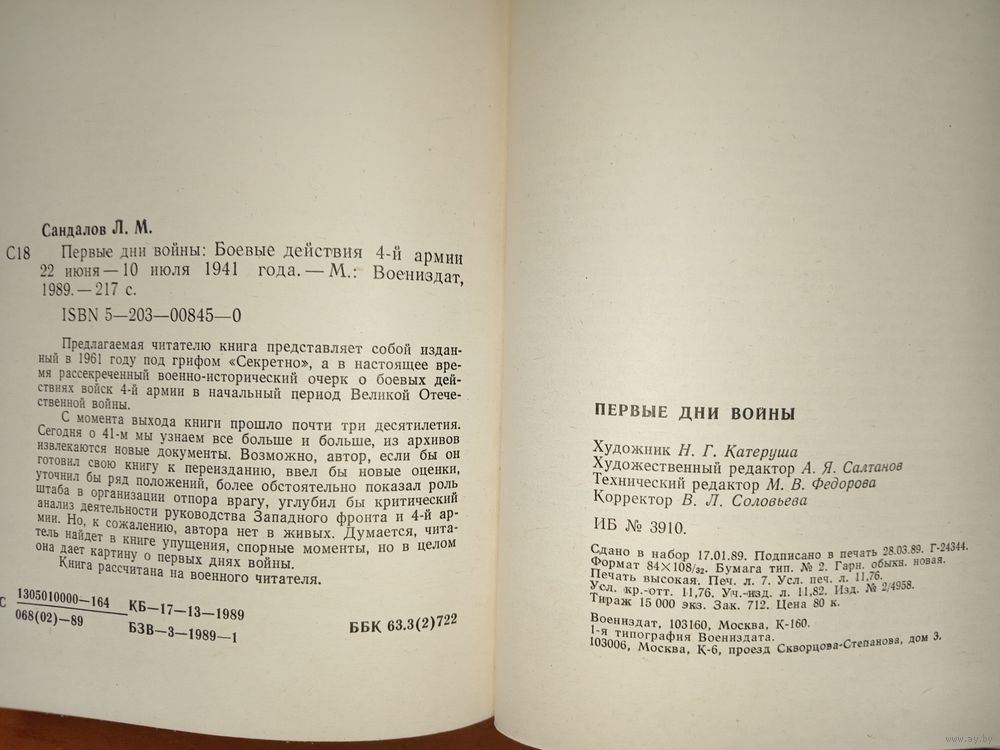 Сандалов Л. М.
С18 Первые дни войны: Боевые действия 4-й армии
22 июня — 10 июля 1941 года. — М.: Воениздат,
1989. — 217 с.
ISBN 5—203—00845—0
Предлагаемая читателю книга представляет собой издан-
ный в 1961 году под грифом «Секретно», а в настоящее вре-
мя рассекреченный военно-исторический очерк о боевых дей-
ствиях войск 4-й армии в начальный период Великой Отече-
ственной войны.
С момента выхода книги прошло почти три десятилетия.
Сегодня о 41-м мы узнаем все больше и больше, из архивов
извлекаются новые документы. Возможно, автор, если бы он
готовил свою книгу к переизданию, ввел бы новые оценки,
уточнил бы ряд положений, более обстоятельно показал роль
штаба в организации отпора врагу, углубил бы критический
анализ деятельности руководства Западного фронта и 4-й ар-
мии. Но, к сожалению, автора нет в живых. Думается, чита-
тель найдет в книге упущения, спорные моменты, но в целом
она дает картину о первых днях войны.
Книга рассчитана на военного читателя.
С 1305010000—164
068(02)—89
КБ—17—13—1989
БЗВ—3—1989—1
ББК 63.3(2)722
ПЕРВЫЕ ДНИ ВОЙНЫ
Художник Н. Г. Катеруша
Художественный редактор А. Я. Салтанов
Технический редактор М. В. Федорова
Корректор В. Л. Соловьева
ИБ № 3910.
Сдано в набор 17.01.89. Подписано в печать 28.03.89. Г-24344.
Формат 84×108/32. Бумага тип. № 2. Гарн. обыкн. новая.
Печать высокая. Печ. л. 7. Усл. печ. л. 11,76.
Усл. кр.-отт. 11,76. Уч.-изд. л. 11,82. Изд. № 2/4958.
Тираж 15 000 экз. Зак. 712. Цена 80 к.
Воениздат, 103160, Москва, К-160.
1-я типография Воениздата.
103006, Москва, К-6, проезд Скворцова-Степанова, дом 3.
www.ay.by